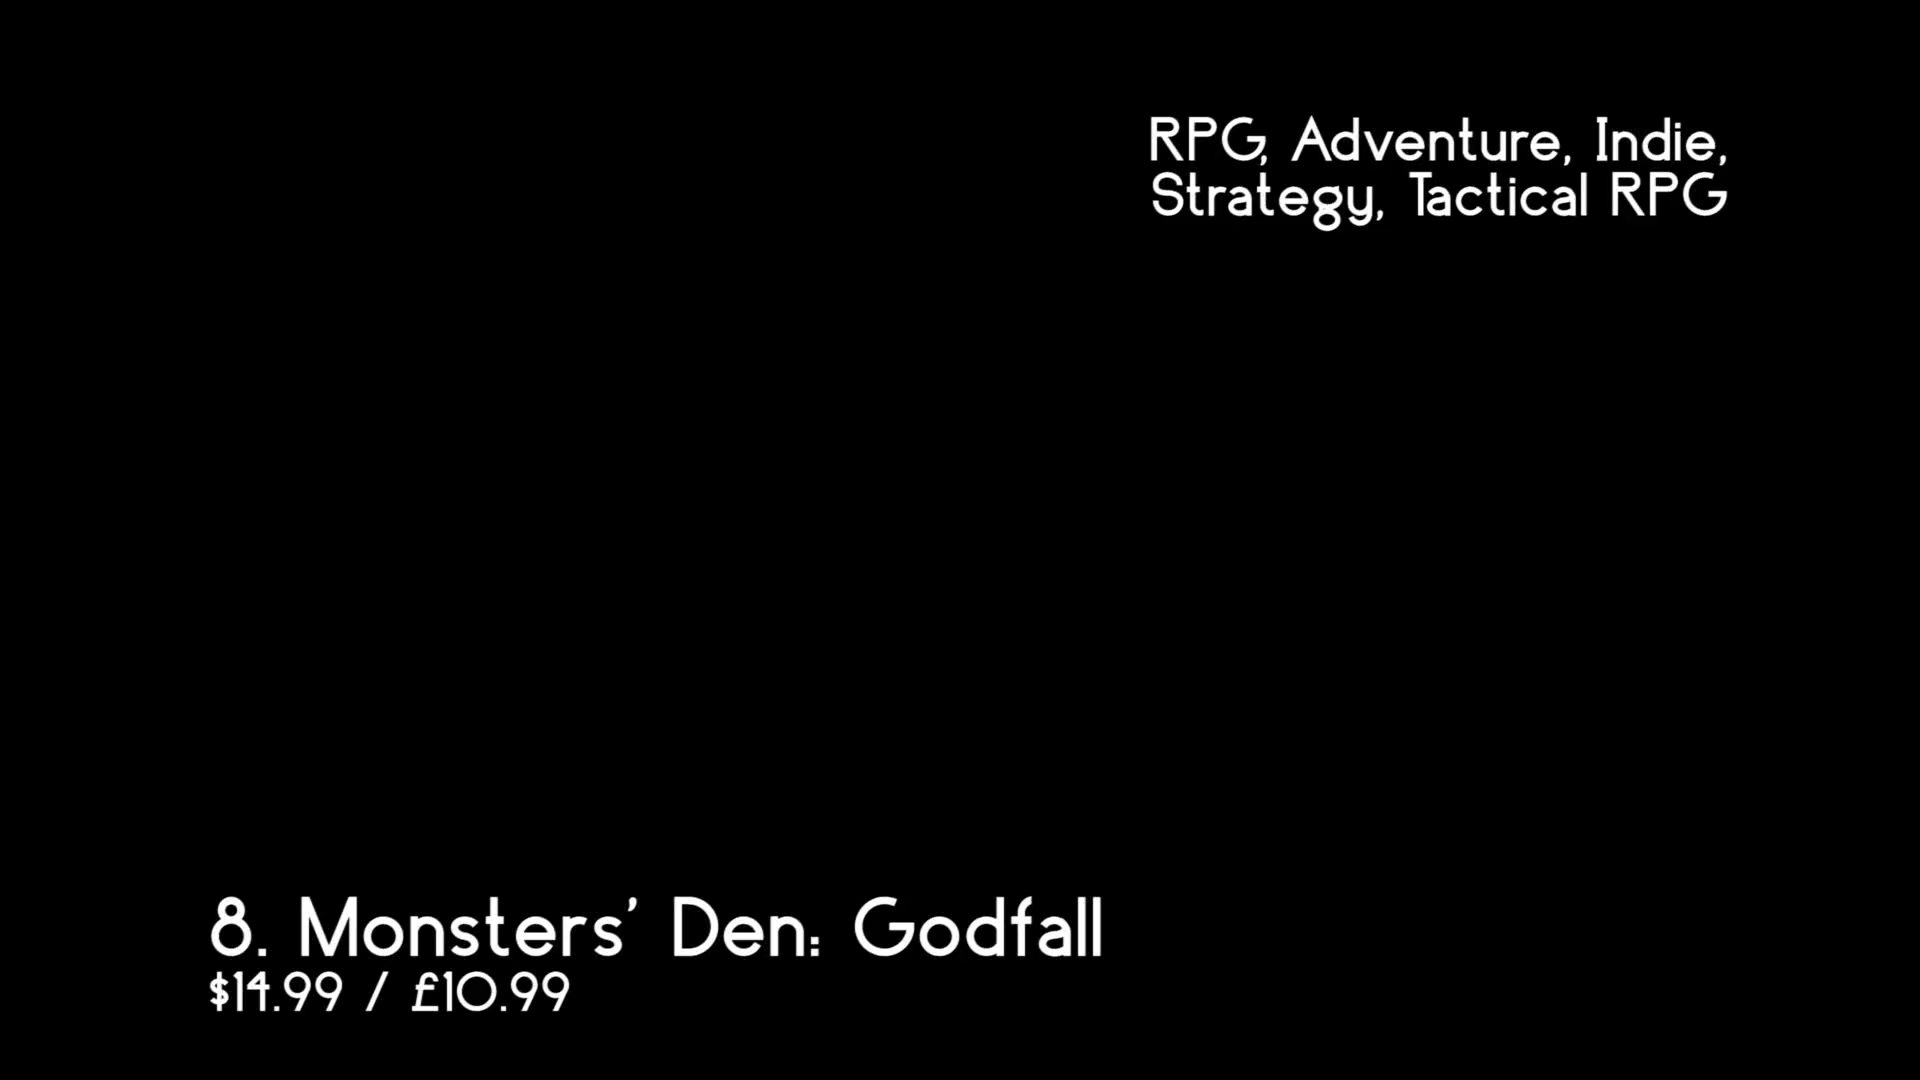 RPG, Adventure, Indie,
Strategy, Tactical RPG
8. Monsters’ Den: Godfall
$14.99 / £10.99